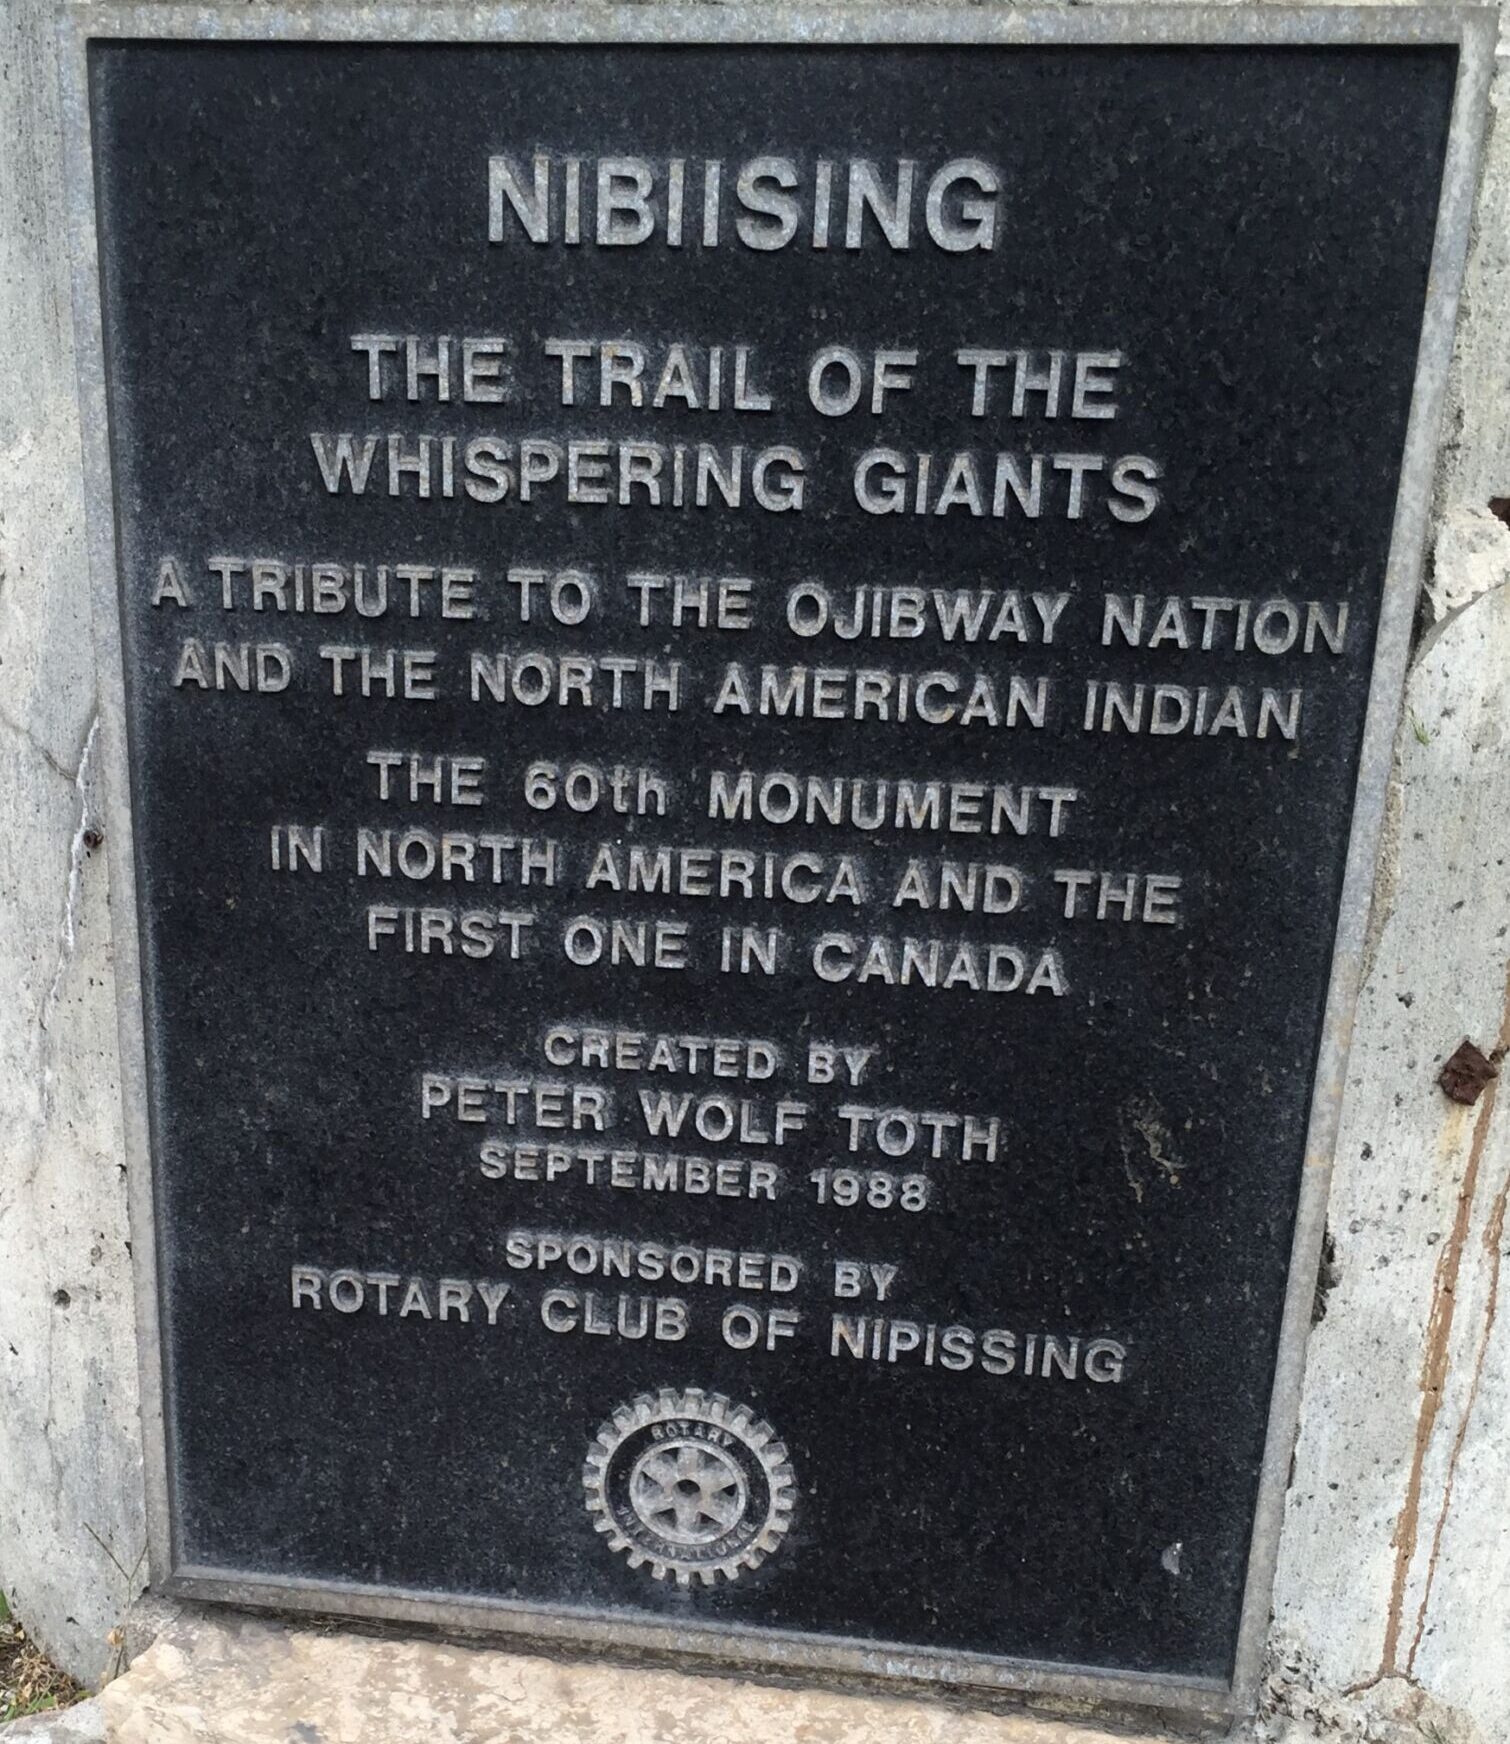 NIBIISING
THE TRAIL OF THE
WHISPERING GIANTS
A TRIBUTE TO THE OJIBWAY NATION
AND THE NORTH AMERICAN INDIAN
THE 60th MONUMENT
IN NORTH AMERICA AND THE
FIRST ONE IN CANADA
CREATED BY
PETER WOLF TOTH
SEPTEMBER 1988
SPONSORED BY
ROTARY CLUB OF NIPISSING
ROTARY
INTERNATIONAL